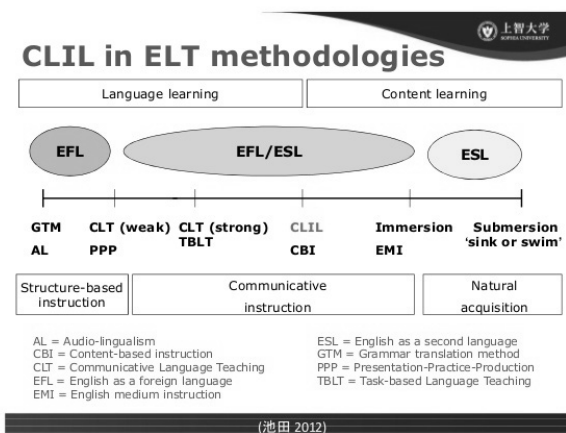 上智大学
SOPHIA UNIVERSITY
CLIL in ELT methodologies
Language learning
Content learning
EFL
EFL/ESL
ESL
GTM
CLT (weak)
CLT (strong)
CLIL
Immersion
Submersion
AL
PPP
TBLT
CBI
EMI
'sink or swim'
Structure-based
instruction
Communicative
instruction
Natural
acquisition
AL = Audio-lingualism
CBI = Content-based instruction
CLT = Communicative Language Teaching
EFL = English as a foreign language
EMI = English medium instruction
ESL = English as a second language
GTM = Grammar translation method
PPP = Presentation-Practice-Production
TBLT = Task-based Language Teaching
(池田 2012)